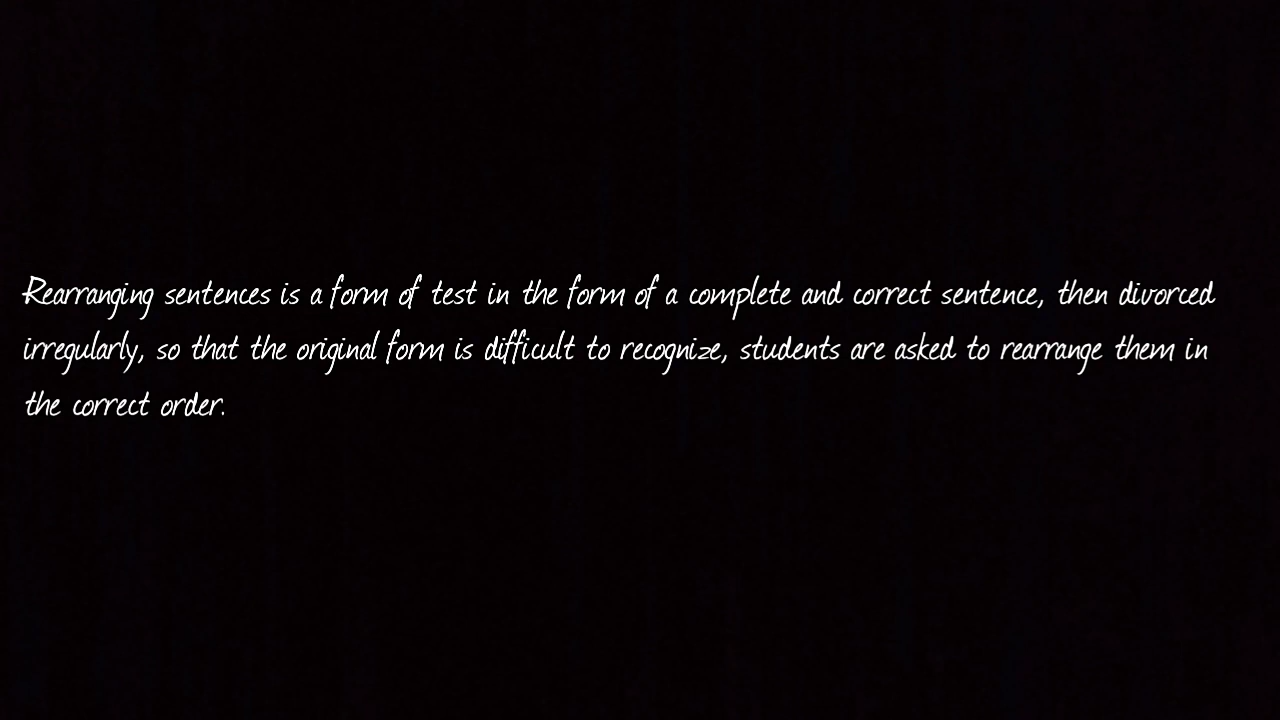 Rearranging sentences is a form of test in the form of a complete and correct sentence, then divorced
irregularly, so that the original form is difficult to recognize, students are asked to rearrange them in
the correct order.